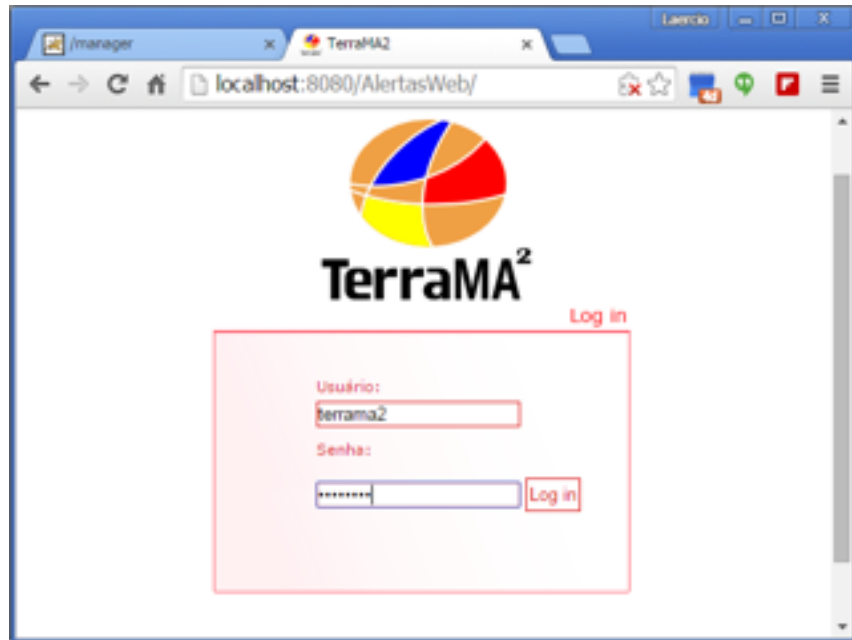 Laercio
/manager
TerraMA2
localhost:8080/AlertasWeb/
TerraMA²
Log in
Usuário:
terrama2
Senha:
••••••••
Log in